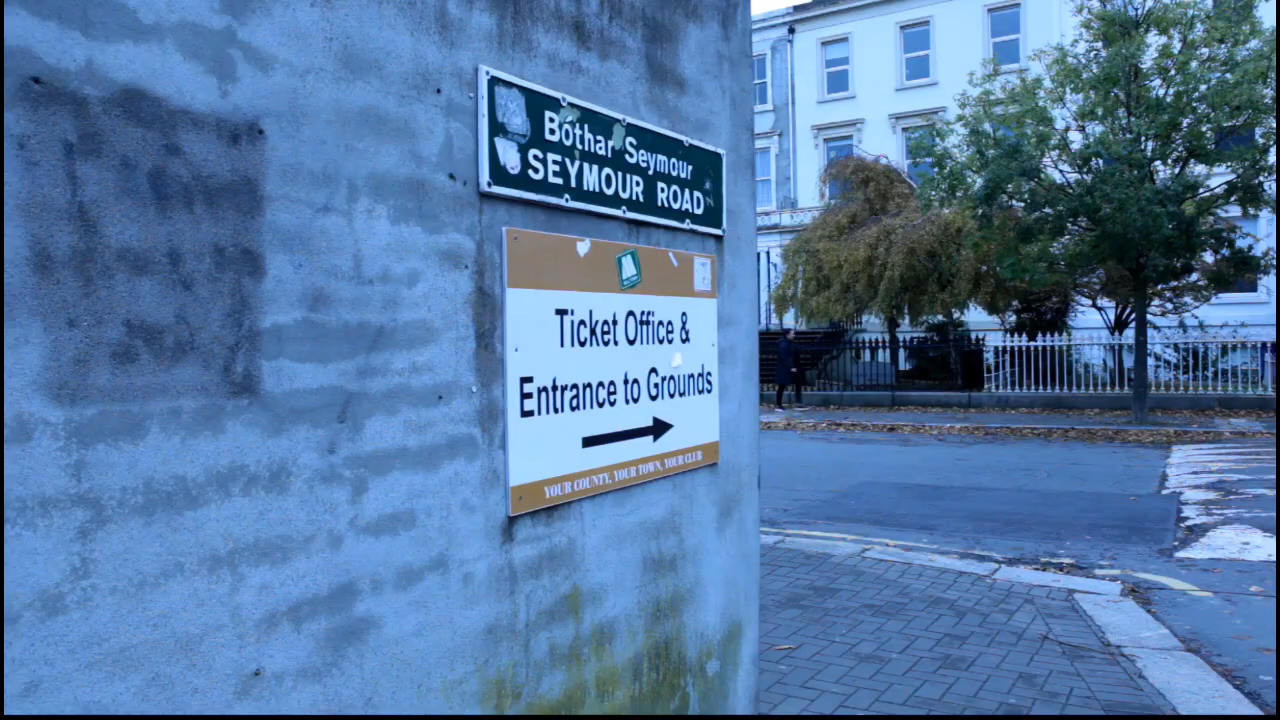 Bóthar Seymour
SEYMOUR ROAD
Ticket Office &
Entrance to Grounds
YOUR COUNTY, YOUR TOWN, YOUR CLUB